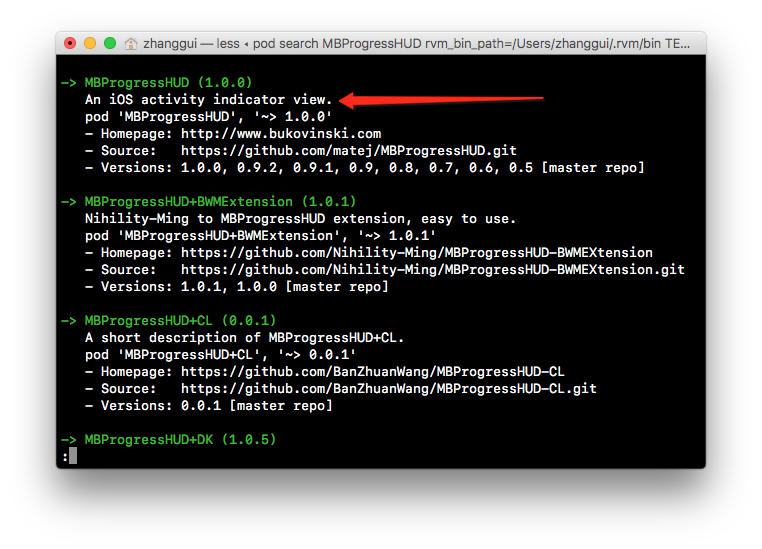 zhanggui — less ◂ pod search MBProgressHUD rvm_bin_path=/Users/zhanggui/.rvm/bin TE...
-> MBProgressHUD (1.0.0)
An iOS activity indicator view.
pod 'MBProgressHUD', '~> 1.0.0'
- Homepage: http://www.bukovinski.com
- Source:   https://github.com/matej/MBProgressHUD.git
- Versions: 1.0.0, 0.9.2, 0.9.1, 0.9, 0.8, 0.7, 0.6, 0.5 [master repo]
-> MBProgressHUD+BWMExtension (1.0.1)
Nihility-Ming to MBProgressHUD extension, easy to use.
pod 'MBProgressHUD+BWMExtension', '~> 1.0.1'
- Homepage: https://github.com/Nihility-Ming/MBProgressHUD-BWMEXtension
- Source:   https://github.com/Nihility-Ming/MBProgressHUD-BWMEXtension.git
- Versions: 1.0.1, 1.0.0 [master repo]
-> MBProgressHUD+CL (0.0.1)
A short description of MBProgressHUD+CL.
pod 'MBProgressHUD+CL', '~> 0.0.1'
- Homepage: https://github.com/BanZhuanWang/MBProgressHUD-CL
- Source:   https://github.com/BanZhuanWang/MBProgressHUD-CL.git
- Versions: 0.0.1 [master repo]
-> MBProgressHUD+DK (1.0.5)
: